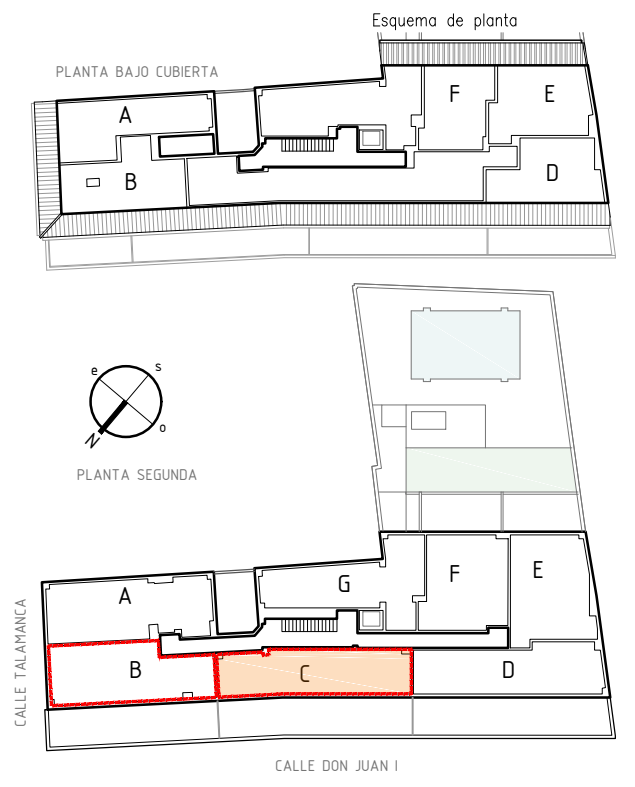 Esquema de planta
PLANTA BAJO CUBIERTA
A
F
E
B
D
e
s
N
o
PLANTA SEGUNDA
A
G
F
E
B
C
D
CALLE TALAMANCA
CALLE DON JUAN I